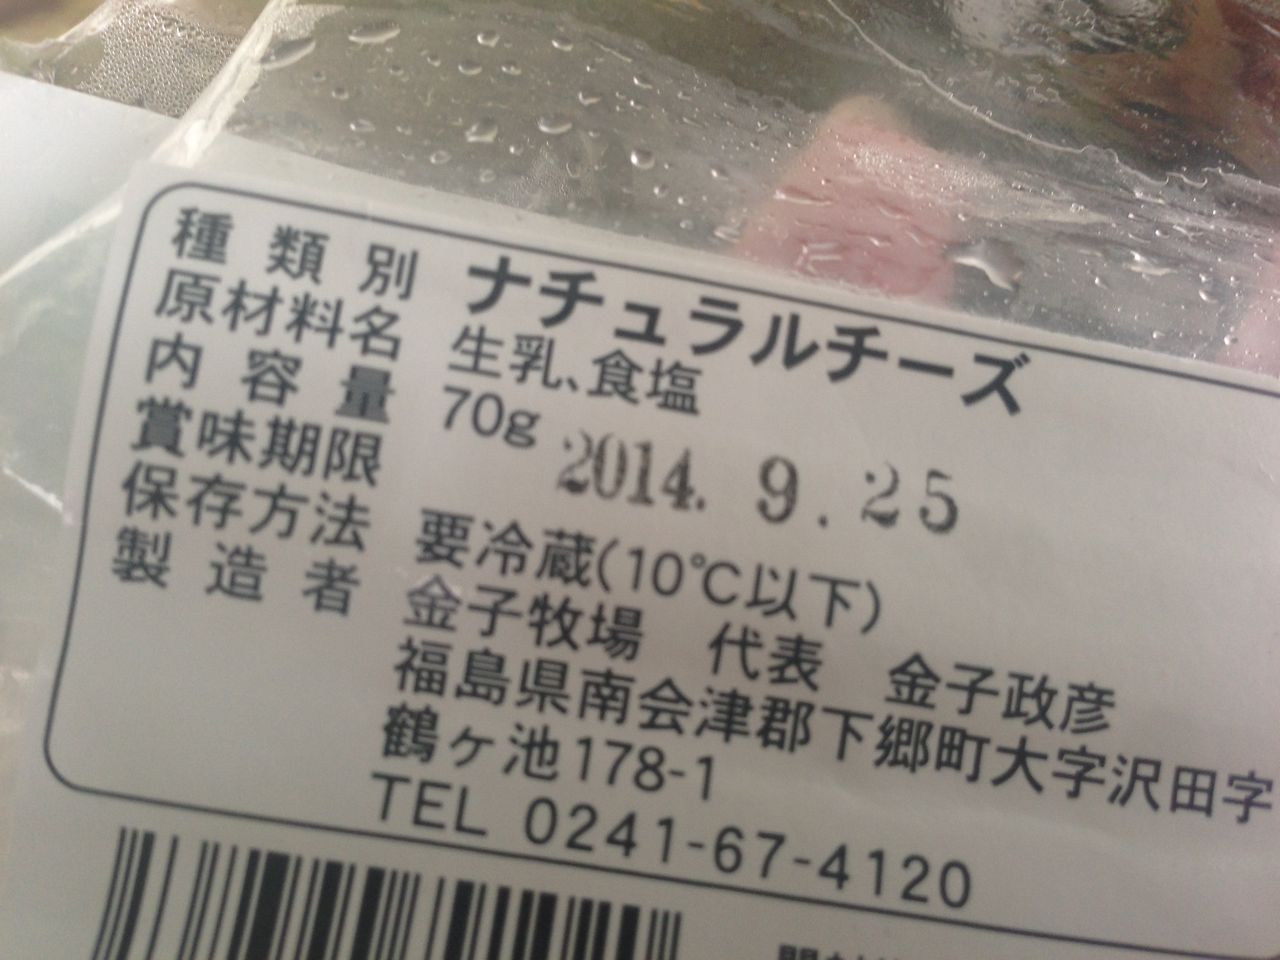 種類別 ナチュラルチーズ
原材料名 生乳、食塩
内容量 70g
賞味期限 2014. 9. 25
保存方法 要冷蔵(10℃以下)
製造者 金子牧場 代表 金子政彦
福島県南会津郡下郷町大字沢田字
鶴ヶ池178-1
TEL 0241-67-4120